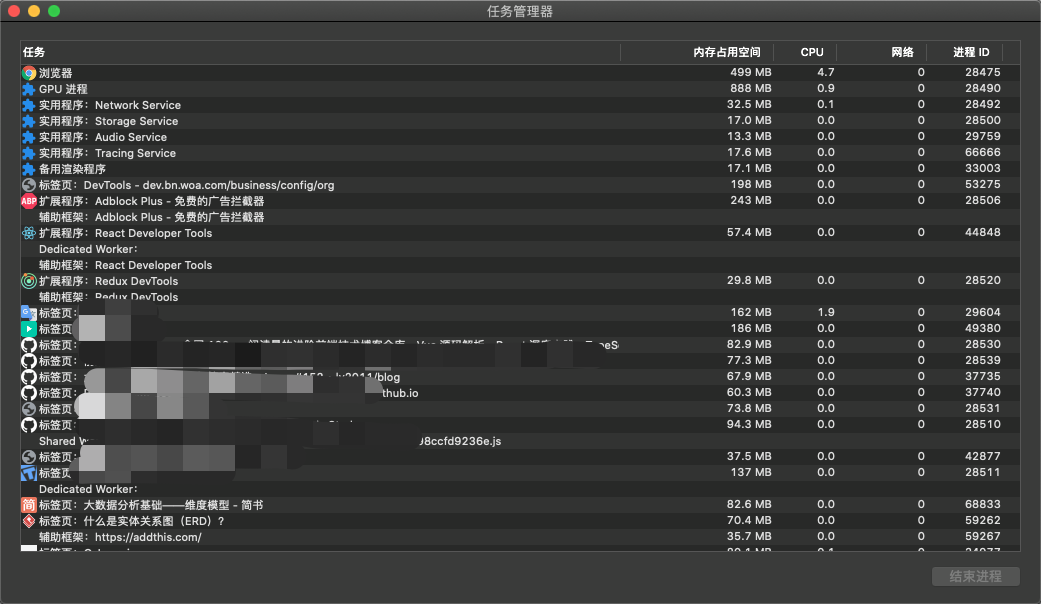 任务管理器
任务 内存占用空间 CPU 网络 进程 ID
浏览器 499 MB 4.7 0 28475
GPU 进程 888 MB 0.9 0 28490
实用程序：Network Service 32.5 MB 0.1 0 28492
实用程序：Storage Service 17.0 MB 0.0 0 28500
实用程序：Audio Service 13.3 MB 0.0 0 29759
实用程序：Tracing Service 17.6 MB 0.0 0 66666
备用渲染程序 17.1 MB 0.0 0 33003
标签页：DevTools - dev.bn.woa.com/business/config/org 198 MB 0.0 0 53275
ABP 扩展程序：Adblock Plus - 免费的广告拦截器 243 MB 0.0 0 28506
辅助框架：Adblock Plus - 免费的广告拦截器
扩展程序：React Developer Tools 57.4 MB 0.0 0 44848
Dedicated Worker:
辅助框架：React Developer Tools
扩展程序：Redux DevTools 29.8 MB 0.0 0 28520
辅助框架：Redux DevTools
标签页： 162 MB 1.9 0 29604
标签页 186 MB 0.0 0 49380
标签页： 82.9 MB 0.0 0 28530
标签页： 77.3 MB 0.0 0 28539
标签页： /blog 67.9 MB 0.0 0 37735
标签页： thub.io 60.3 MB 0.0 0 37740
标签页 73.8 MB 0.0 0 28531
标签页： 94.3 MB 0.0 0 28510
Shared 8ccfd9236e.js
标签页： 37.5 MB 0.0 0 42877
标签页 137 MB 0.0 0 28511
Dedicated Worker:
简 标签页：大数据分析基础——维度模型 - 简书 82.6 MB 0.0 0 68833
标签页：什么是实体关系图（ERD）? 70.4 MB 0.0 0 59262
辅助框架：https://addthis.com/ 35.7 MB 0.0 0 59267
结束进程